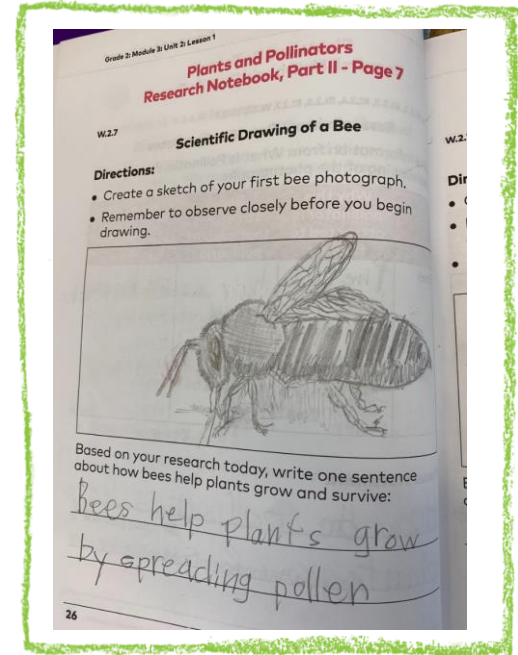 Grade 2: Module 3: Unit 2: Lesson 1
Plants and Pollinators
Research Notebook, Part II - Page 7
W.2.7
Scientific Drawing of a Bee
Directions:
• Create a sketch of your first bee photograph.
• Remember to observe closely before you begin
drawing.
Based on your research today, write one sentence
about how bees help plants grow and survive:
Bees help plants grow
by spreading pollen
26
W.2.
Dir